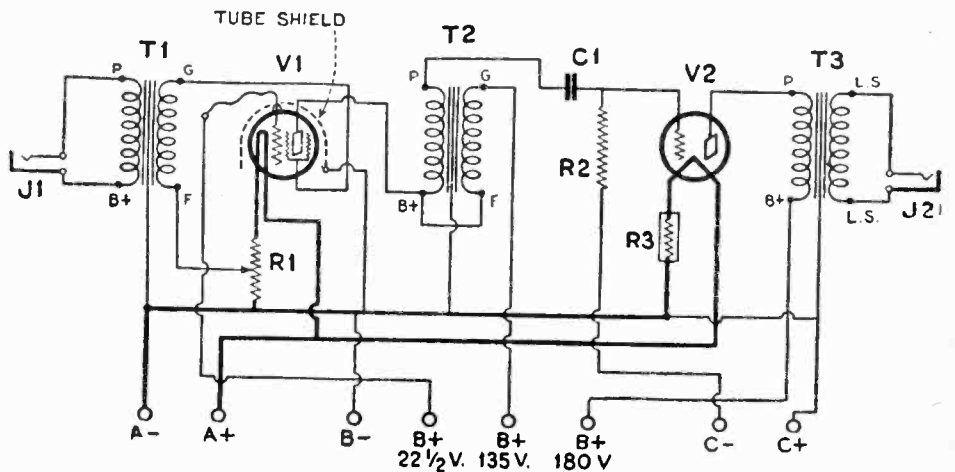 TUBE SHIELD
T1
V1
T2
C1
V2
T3
P
G
P
G
P
L.S.
J1
R2
J2
B+
F
B+
F
B+
L.S.
R1
R3
A-
A+
B-
B+
B+
B+
C-
C+
22 1/2 V. 135 V. 180 V